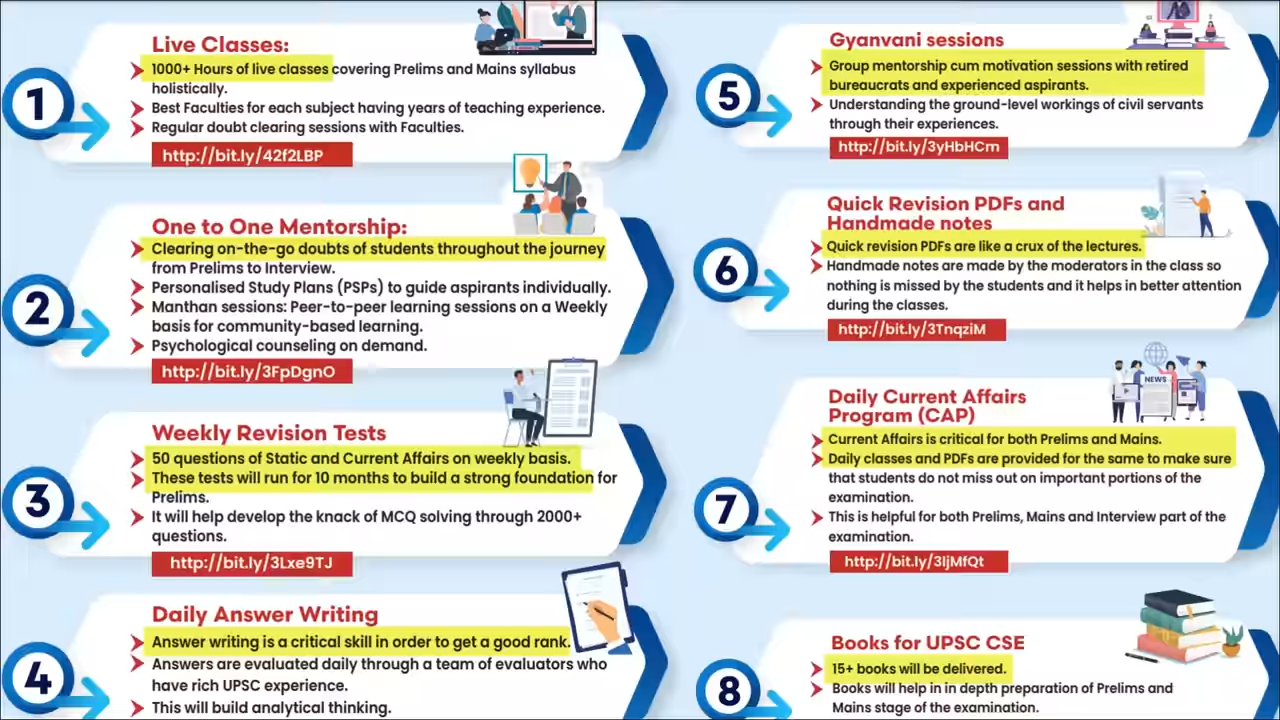 1
Live Classes:
1000+ Hours of live classes covering Prelims and Mains syllabus
holistically.
Best Faculties for each subject having years of teaching experience.
Regular doubt clearing sessions with Faculties.
http://bit.ly/42f2LBP
2
One to One Mentorship:
Clearing on-the-go doubts of students throughout the journey
from Prelims to Interview.
Personalised Study Plans (PSPs) to guide aspirants individually.
Manthan sessions: Peer-to-peer learning sessions on a Weekly
basis for community-based learning.
Psychological counseling on demand.
http://bit.ly/3FpDgnO
3
Weekly Revision Tests
50 questions of Static and Current Affairs on weekly basis.
These tests will run for 10 months to build a strong foundation for
Prelims.
It will help develop the knack of MCQ solving through 2000+
questions.
http://bit.ly/3Lxe9TJ
4
Daily Answer Writing
Answer writing is a critical skill in order to get a good rank.
Answers are evaluated daily through a team of evaluators who
have rich UPSC experience.
This will build analytical thinking.
5
Gyanvani sessions
Group mentorship cum motivation sessions with retired
bureaucrats and experienced aspirants.
Understanding the ground-level workings of civil servants
through their experiences.
http://bit.ly/3yHbHCm
6
Quick Revision PDFs and
Handmade notes
Quick revision PDFs are like a crux of the lectures.
Handmade notes are made by the moderators in the class so
nothing is missed by the students and it helps in better attention
during the classes.
http://bit.ly/3TnqziM
7
NEWS
Daily Current Affairs
Program (CAP)
Current Affairs is critical for both Prelims and Mains.
Daily classes and PDFs are provided for the same to make sure
that students do not miss out on important portions of the
examination.
This is helpful for both Prelims, Mains and Interview part of the
examination.
http://bit.ly/3IjMfQt
8
Books for UPSC CSE
15+ books will be delivered.
Books will help in in depth preparation of Prelims and
Mains stage of the examination.